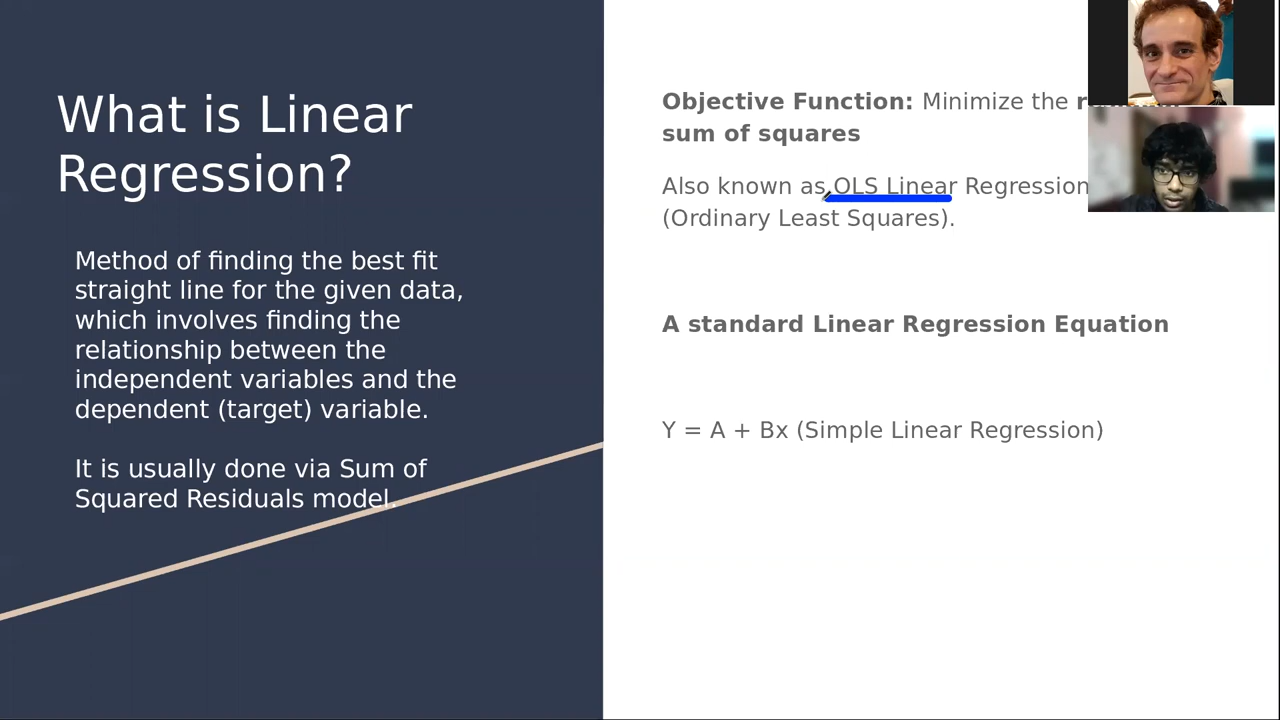 What is Linear
Regression?
Method of finding the best fit
straight line for the given data,
which involves finding the
relationship between the
independent variables and the
dependent (target) variable.
It is usually done via Sum of
Squared Residuals model.
Objective Function: Minimize the
sum of squares
Also known as OLS Linear Regression
(Ordinary Least Squares).
A standard Linear Regression Equation
Y = A + Bx (Simple Linear Regression)